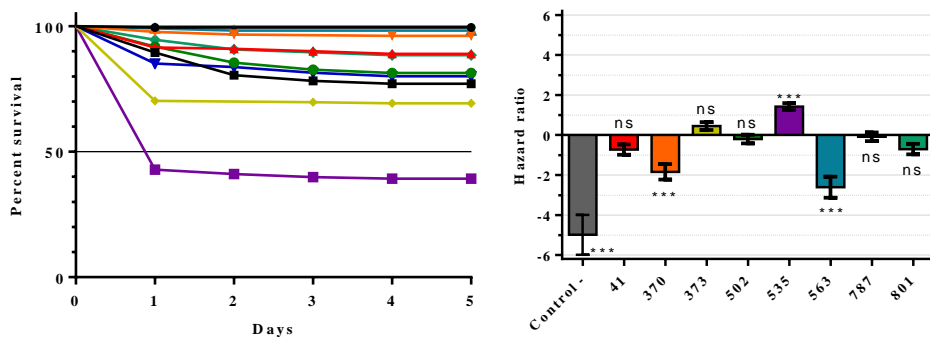 100
50
0
0 1 2 3 4 5
Percent survival
Days
6
4
2
0
-2
-4
-6
Hazard ratio
***
ns
***
ns
ns
***
***
ns
ns
Control-
41
370
373
502
535
563
787
801